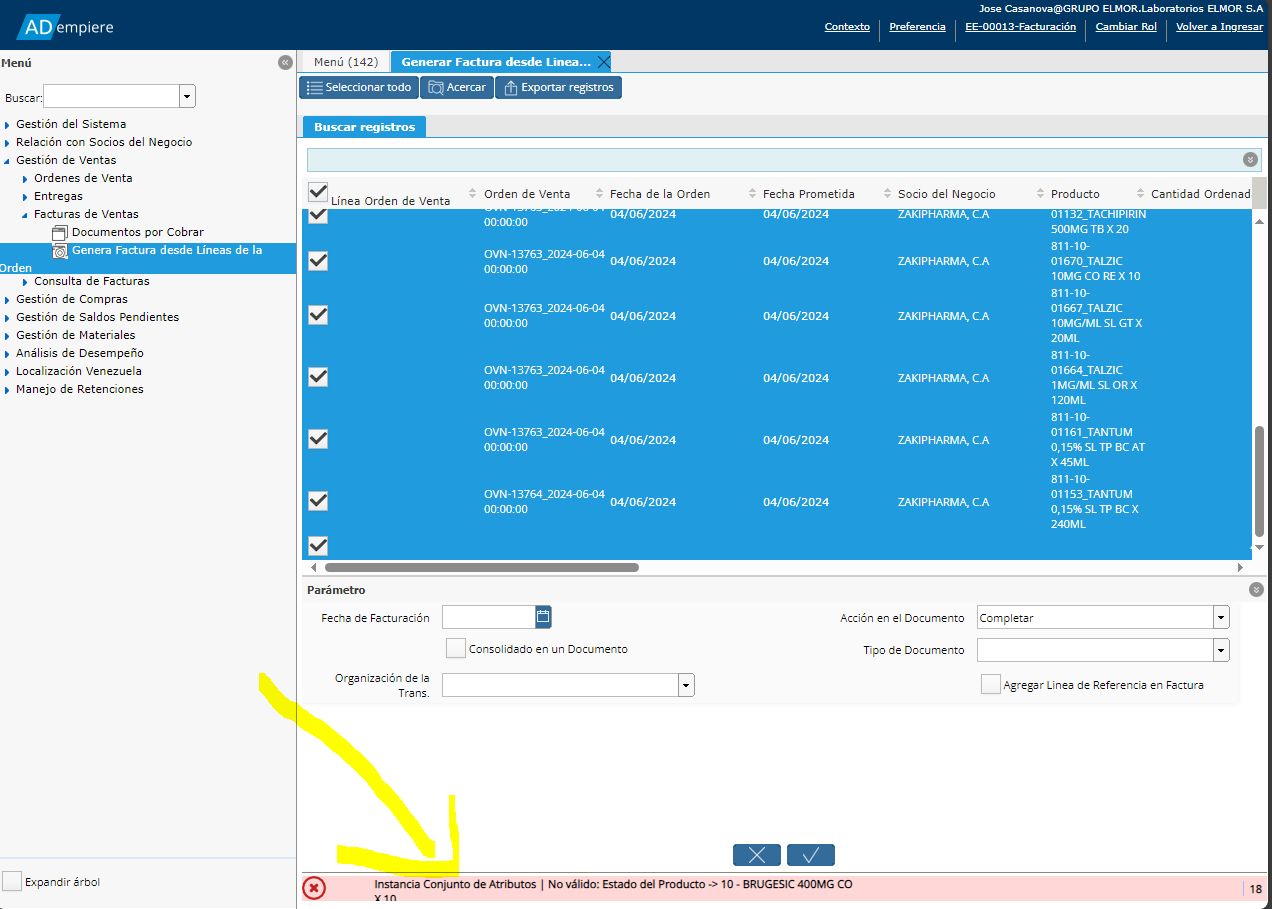 Jose Casanova@GRUPO ELMOR.Laboratorios ELMOR S.A
ADempiere
Contexto
Preferencia
EE-00013-Facturación
Cambiar Rol
Volver a Ingresar
Menú
Menú (142)
Generar Factura desde Linea...
Seleccionar todo
Acercar
Exportar registros
Buscar:
Gestión del Sistema
Relación con Socios del Negocio
Gestión de Ventas
Ordenes de Venta
Entregas
Facturas de Ventas
Documentos por Cobrar
Genera Factura desde Líneas de la
Orden
Consulta de Facturas
Gestión de Compras
Gestión de Saldos Pendientes
Gestión de Materiales
Análisis de Desempeño
Localización Venezuela
Manejo de Retenciones
Expandir árbol
Buscar registros
Línea Orden de Venta
Orden de Venta
Fecha de la Orden
Fecha Prometida
Socio del Negocio
Producto
Cantidad Ordenad
OVN-13763_2024-06-04
00:00:00
04/06/2024
04/06/2024
ZAKIPHARMA, C.A
01132_TACHIPIRIN
500MG TB X 20
OVN-13763_2024-06-04
00:00:00
04/06/2024
04/06/2024
ZAKIPHARMA, C.A
811-10-
01670_TALZIC
10MG CO RE X 10
OVN-13763_2024-06-04
00:00:00
04/06/2024
04/06/2024
ZAKIPHARMA, C.A
811-10-
01667_TALZIC
10MG/ML SL GT X
20ML
OVN-13763_2024-06-04
00:00:00
04/06/2024
04/06/2024
ZAKIPHARMA, C.A
811-10-
01664_TALZIC
1MG/ML SL OR X
120ML
OVN-13763_2024-06-04
00:00:00
04/06/2024
04/06/2024
ZAKIPHARMA, C.A
811-10-
01161_TANTUM
0,15% SL TP BC AT
X 45ML
OVN-13764_2024-06-04
00:00:00
04/06/2024
04/06/2024
ZAKIPHARMA, C.A
811-10-
01153_TANTUM
0,15% SL TP BC X
240ML
Parámetro
Fecha de Facturación
Acción en el Documento
Completar
Consolidado en un Documento
Tipo de Documento
Organización de la
Trans.
Agregar Linea de Referencia en Factura
Instancia Conjunto de Atributos | No válido: Estado del Producto -> 10 - BRUGESIC 400MG CO
X 10
18